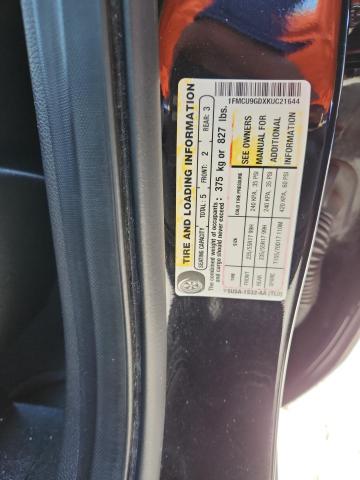 1FMCU9GDXKUC21644
TIRE AND LOADING INFORMATION
SEATING CAPACITY TOTAL: 5 FRONT: 2 REAR: 3
The combined weight of occupants and cargo should never exceed: 375 kg or 827 lbs.
TIRE SIZE COLD TIRE PRESSURE
FRONT 235/55R17 99H 240 KPA, 35 PSI
REAR 235/55R17 99H 240 KPA, 35 PSI
SPARE T155/70D17 110M 420 KPA, 60 PSI
SEE OWNERS
MANUAL FOR
ADDITIONAL
INFORMATION